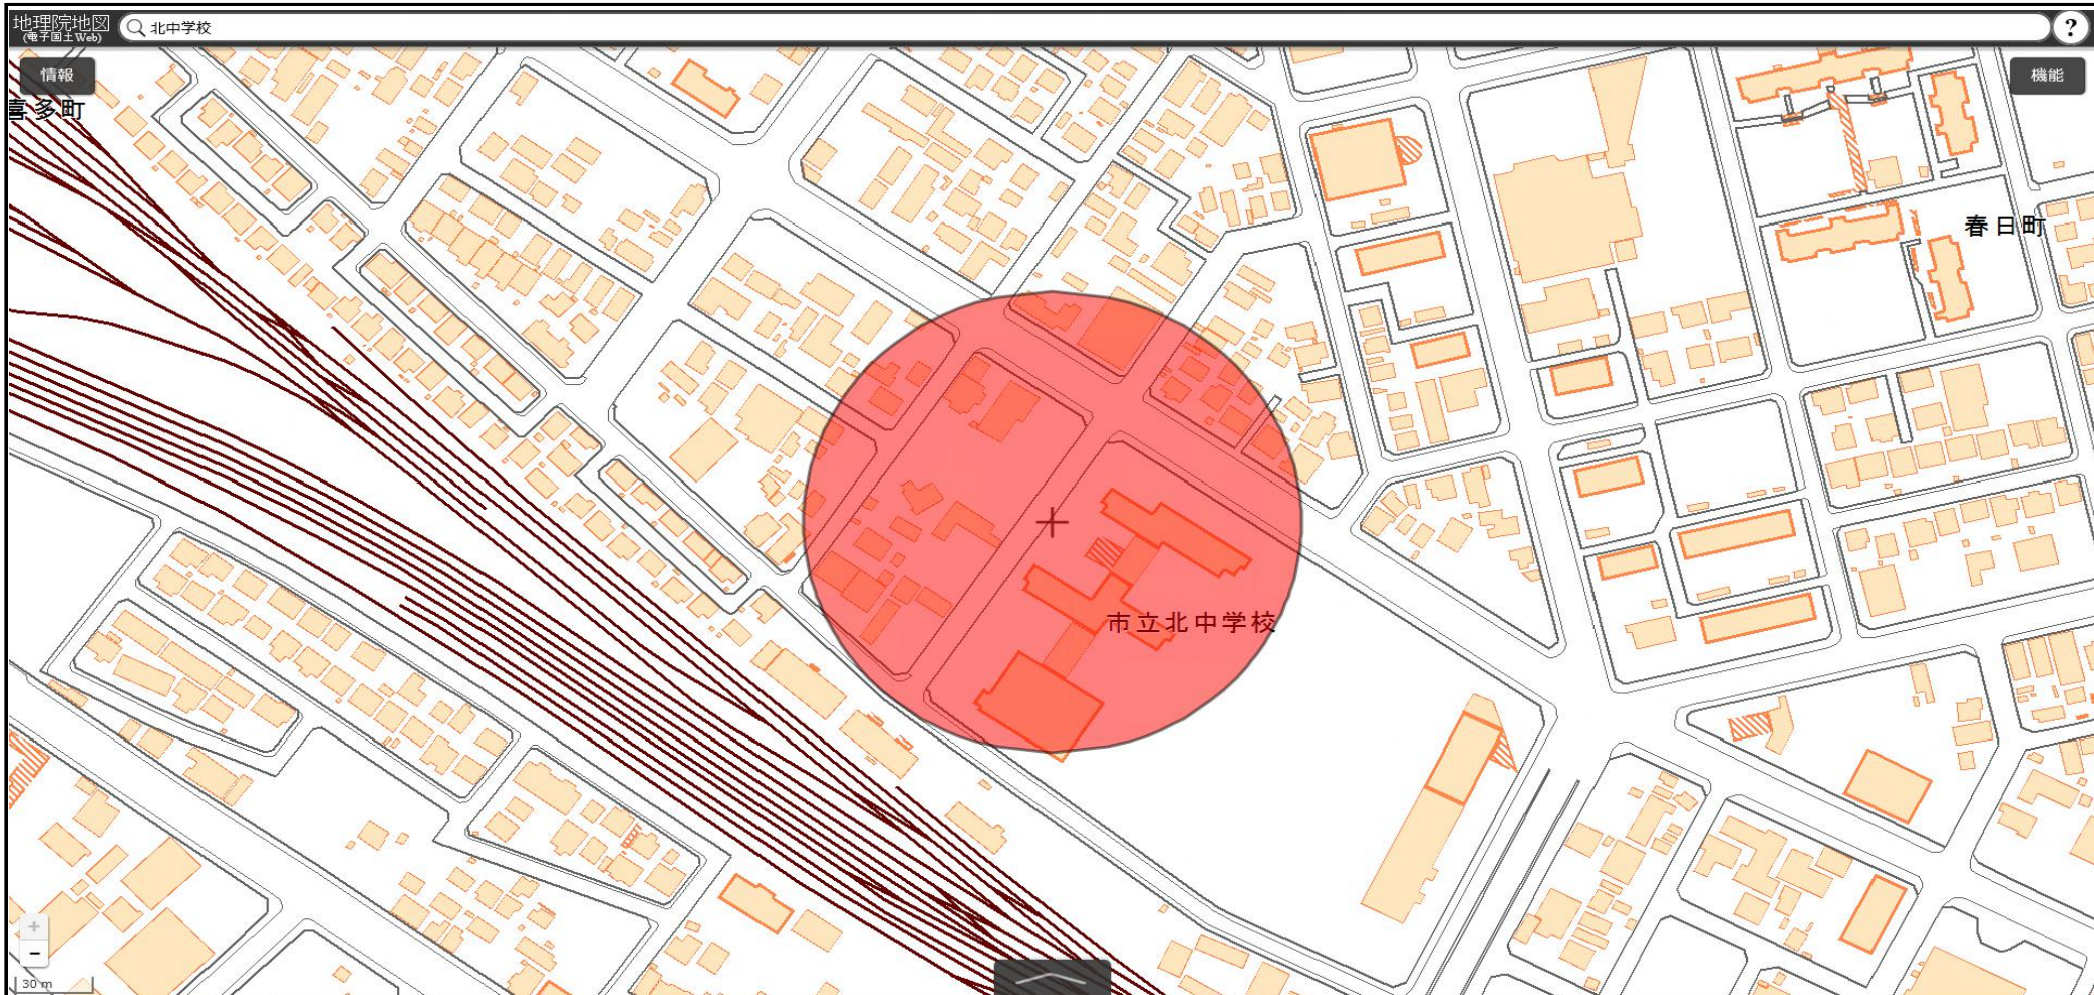 地理院地図
(電子国土Web)
北中学校
?
情報
機能
喜多町
春日町
市立北中学校
+
−
30 m